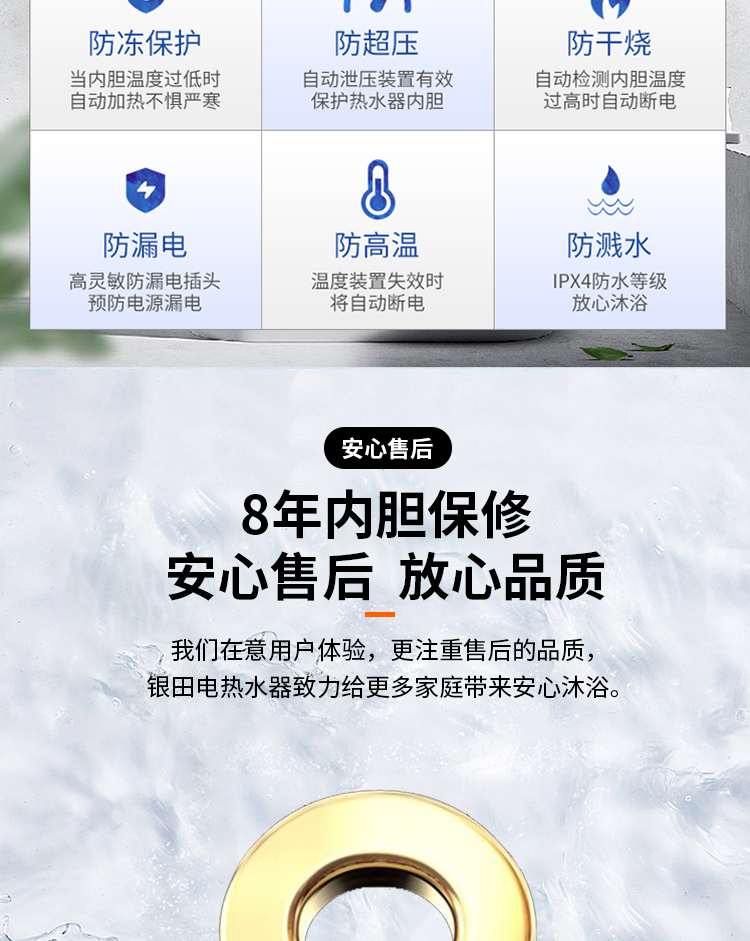 防冻保护
当内胆温度过低时
自动加热不惧严寒
防超压
自动泄压装置有效
保护热水器内胆
防干烧
自动检测内胆温度
过高时自动断电
防漏电
高灵敏防漏电插头
预防电源漏电
防高温
温度装置失效时
将自动断电
防溅水
IPX4防水等级
放心沐浴
安心售后
8年内胆保修
安心售后 放心品质
我们在意用户体验，更注重售后的品质，
银田电热水器致力给更多家庭带来安心沐浴。